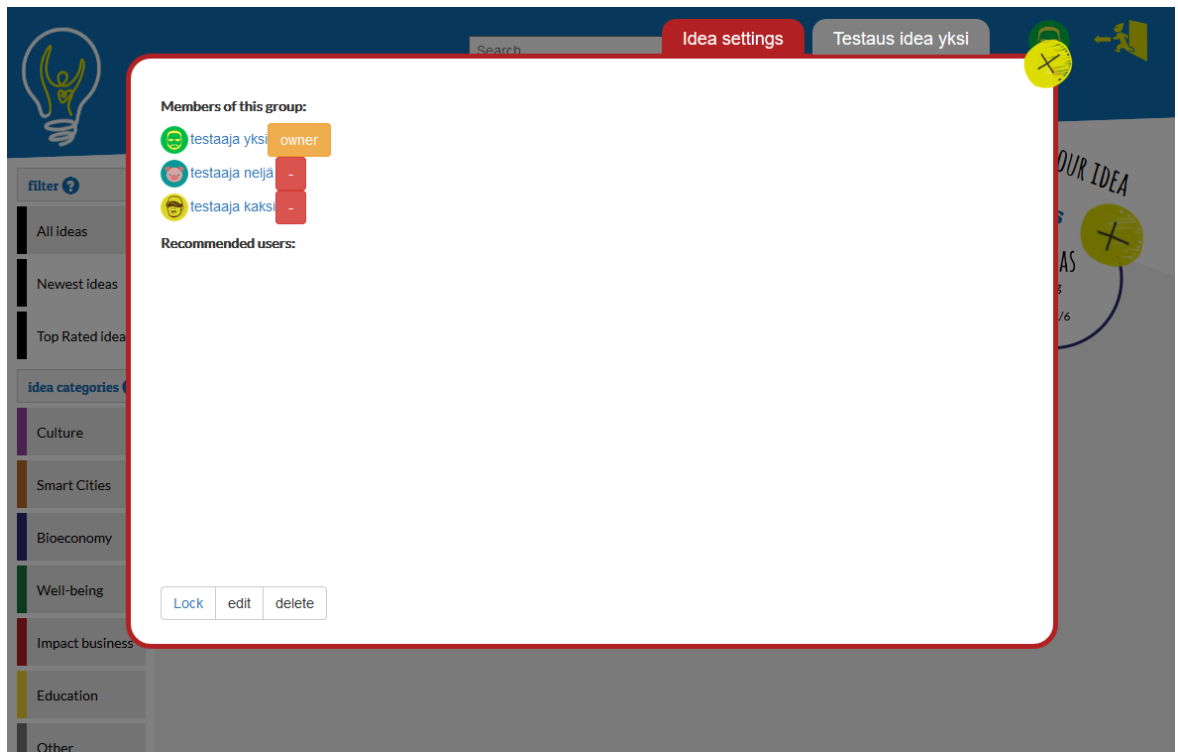 Search
Idea settings
Testaus idea yksi
Members of this group:
testaaja yksi owner
testaaja neljä -
testaaja kaksi -
Recommended users:
Lock edit delete
filter ?
All ideas
Newest ideas
Top Rated idea
idea categories
Culture
Smart Cities
Bioeconomy
Well-being
Impact business
Education
Other
OUR IDEA
AS
/6